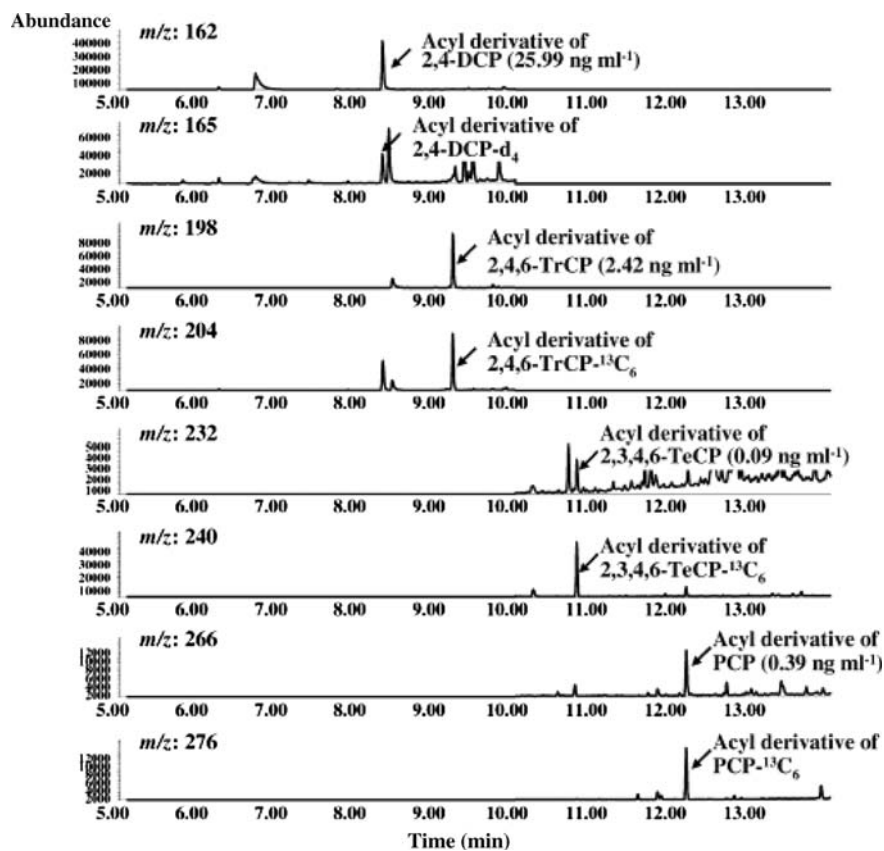 Abundance
m/z: 162
Acyl derivative of
2,4-DCP (25.99 ng ml⁻¹)
400000
300000
200000
100000
5.00 6.00 7.00 8.00 9.00 10.00 11.00 12.00 13.00
m/z: 165
Acyl derivative of
2,4-DCP-d₄
60000
40000
20000
0
5.00 6.00 7.00 8.00 9.00 10.00 11.00 12.00 13.00
m/z: 198
Acyl derivative of
2,4,6-TrCP (2.42 ng ml⁻¹)
80000
60000
40000
20000
5.00 6.00 7.00 8.00 9.00 10.00 11.00 12.00 13.00
m/z: 204
Acyl derivative of
2,4,6-TrCP-¹³C₆
80000
60000
40000
20000
5.00 6.00 7.00 8.00 9.00 10.00 11.00 12.00 13.00
m/z: 232
Acyl derivative of
2,3,4,6-TeCP (0.09 ng ml⁻¹)
5000
4000
3000
2000
1000
5.00 6.00 7.00 8.00 9.00 10.00 11.00 12.00 13.00
m/z: 240
Acyl derivative of
2,3,4,6-TeCP-¹³C₆
40000
30000
20000
10000
5.00 6.00 7.00 8.00 9.00 10.00 11.00 12.00 13.00
m/z: 266
Acyl derivative of
PCP (0.39 ng ml⁻¹)
12000
2000
5.00 6.00 7.00 8.00 9.00 10.00 11.00 12.00 13.00
m/z: 276
Acyl derivative of
PCP-¹³C₆
12000
2000
5.00 6.00 7.00 8.00 9.00 10.00 11.00 12.00 13.00
Time (min)